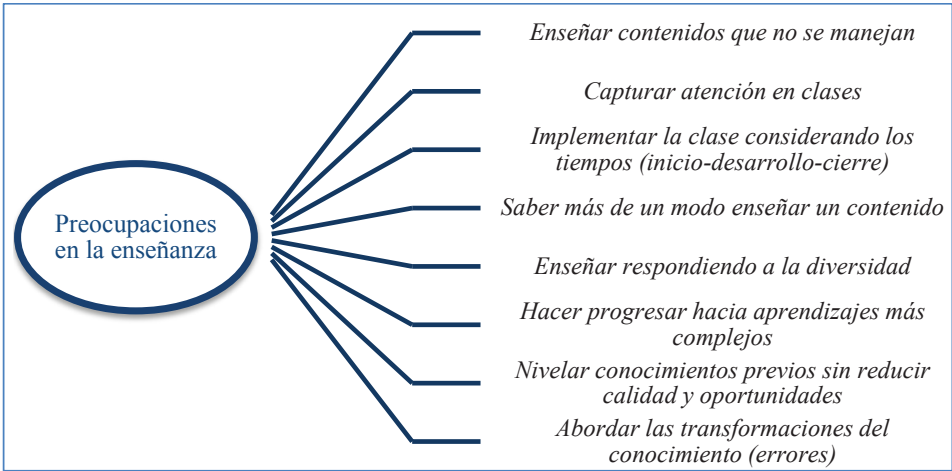 Preocupaciones
en la enseñanza
Enseñar contenidos que no se manejan
Capturar atención en clases
Implementar la clase considerando los
tiempos (inicio-desarrollo-cierre)
Saber más de un modo enseñar un contenido
Enseñar respondiendo a la diversidad
Hacer progresar hacia aprendizajes más
complejos
Nivelar conocimientos previos sin reducir
calidad y oportunidades
Abordar las transformaciones del
conocimiento (errores)